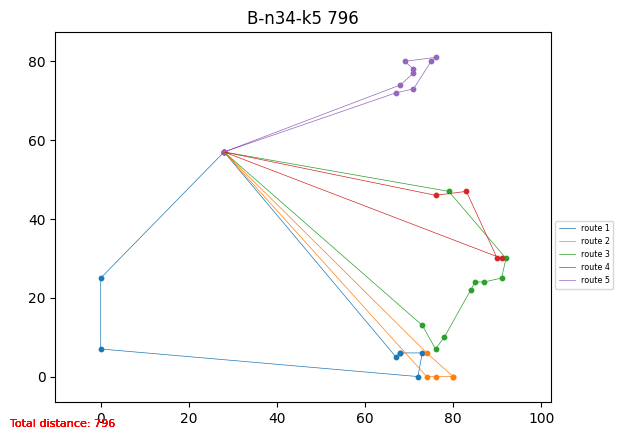 B-n34-k5 796
80
60
40
20
0
0 20 40 60 80 100
route 1
route 2
route 3
route 4
route 5
Total distance: 796